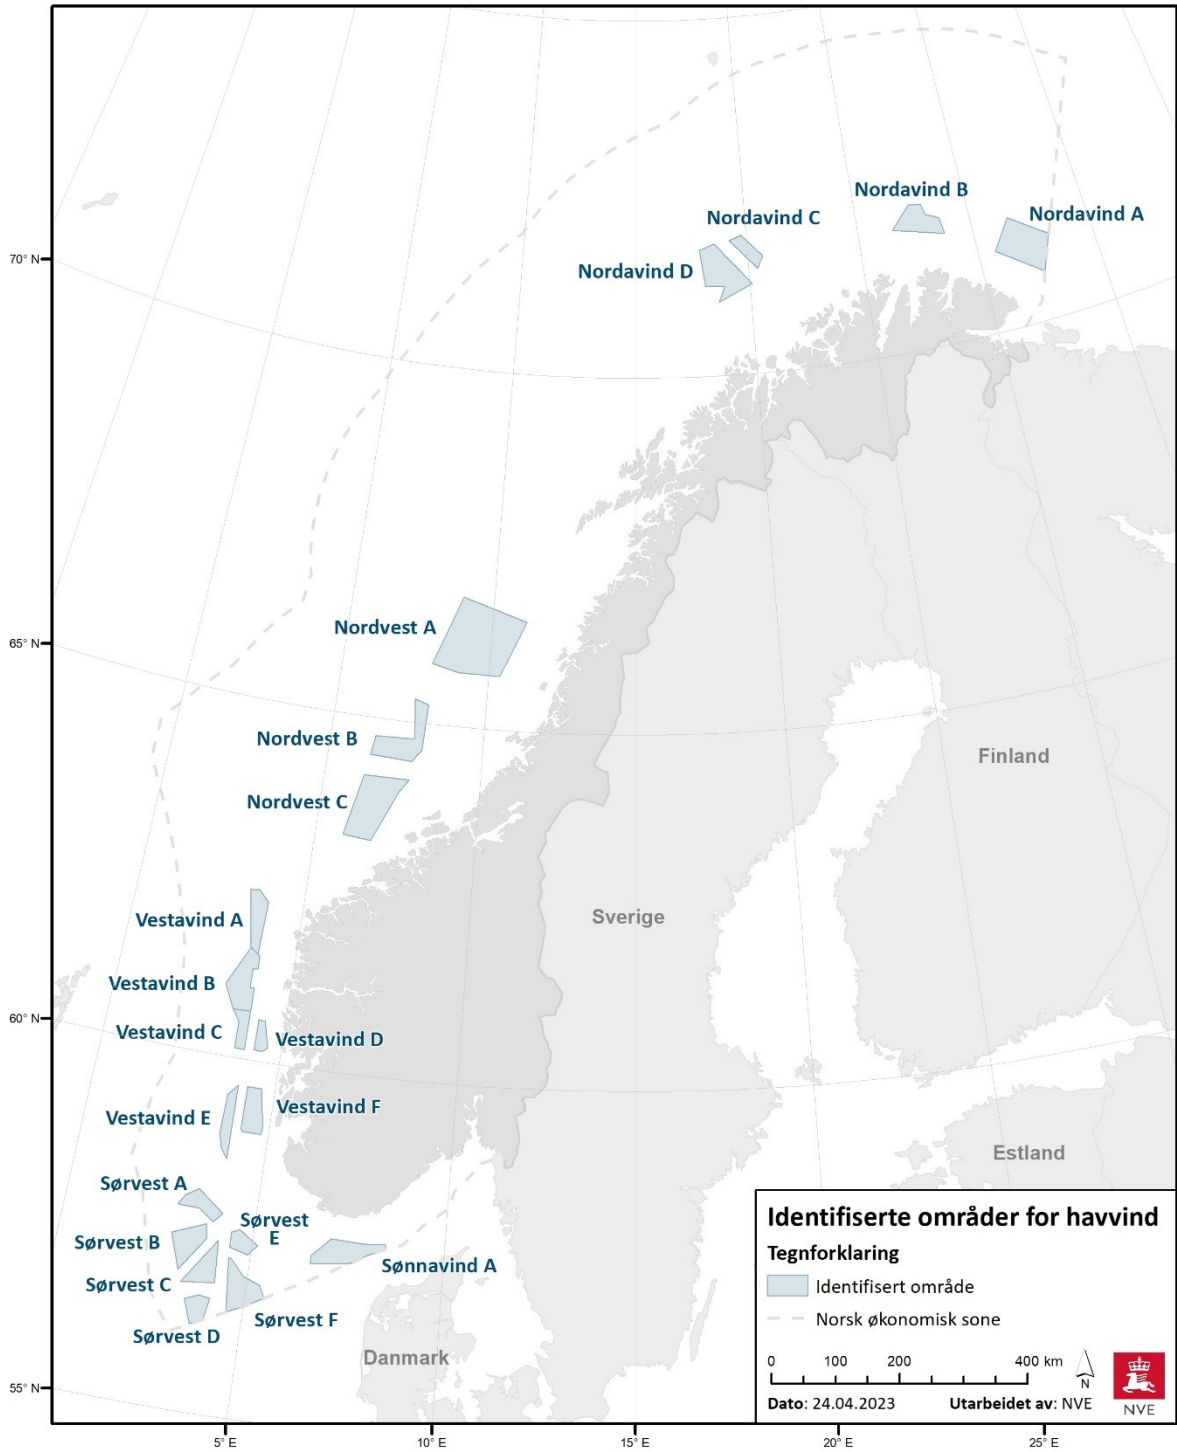 Nordavind B
Nordavind A
Nordavind C
Nordavind D
70° N
Nordvest A
65° N
Nordvest B
Finland
Nordvest C
Vestavind A
Sverige
Vestavind B
60° N
Vestavind C
Vestavind D
Vestavind E
Vestavind F
Estland
Sørvest A
Sørvest
E
Sørvest B
Sørvest C
Sønnavind A
Sørvest F
Sørvest D
Danmark
55° N
Identifiserte områder for havvind
Tegnforklaring
Identifisert område
Norsk økonomisk sone
0 100 200 400 km
N
Dato: 24.04.2023 Utarbeidet av: NVE
NVE
5° E 10° E 15° E 20° E 25° E